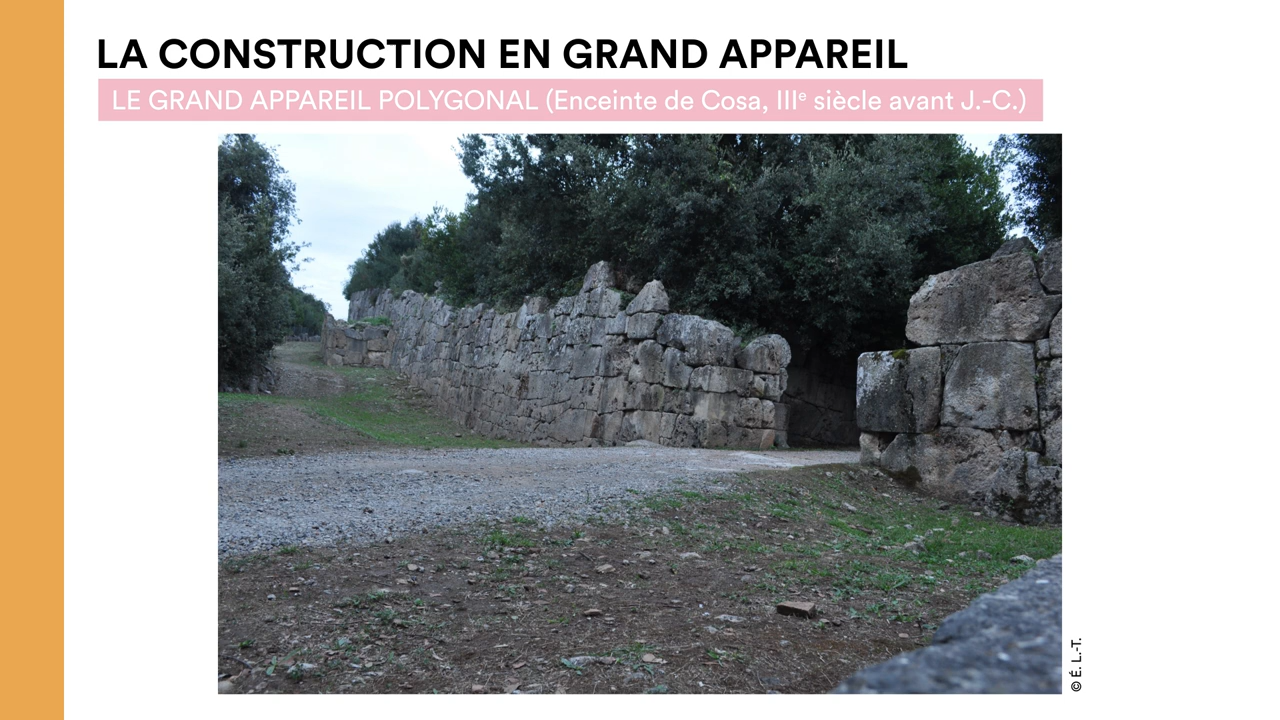 LA CONSTRUCTION EN GRAND APPAREIL
LE GRAND APPAREIL POLYGONAL (Enceinte de Cosa, IIIᵉ siècle avant J.-C.)
© É. L.-T.